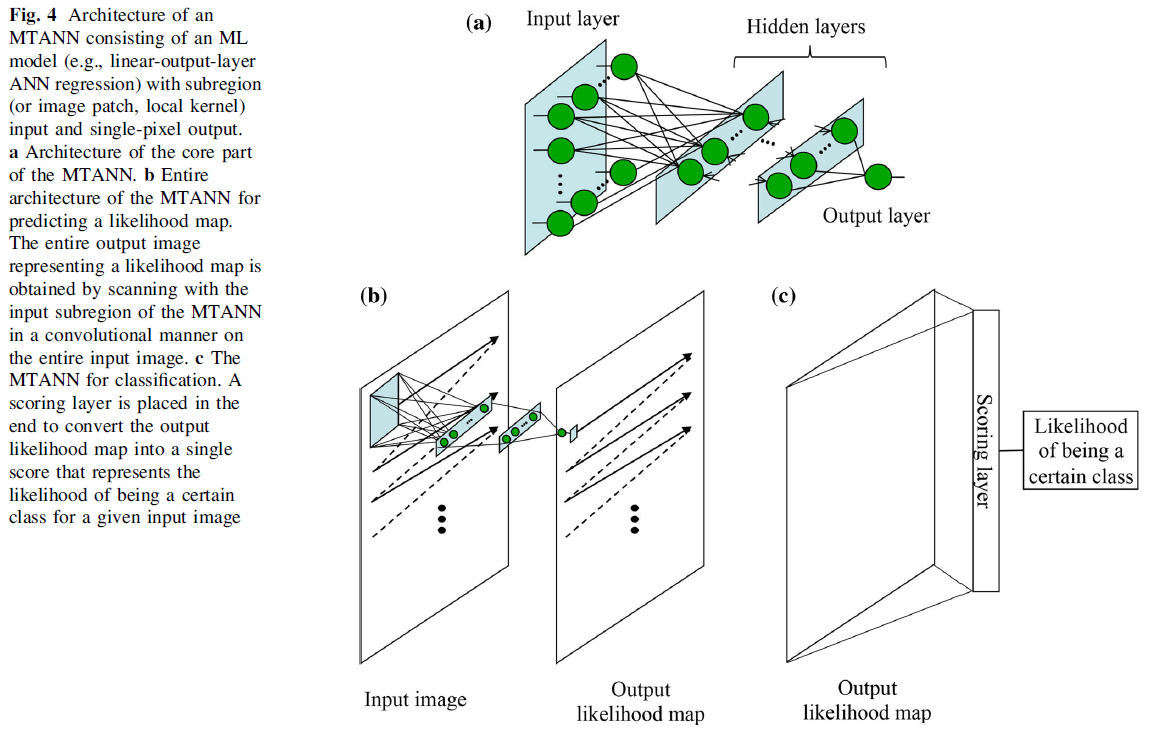 Fig. 4 Architecture of an
MTANN consisting of an ML
model (e.g., linear-output-layer
ANN regression) with subregion
(or image patch, local kernel)
input and single-pixel output.
a Architecture of the core part
of the MTANN. b Entire
architecture of the MTANN for
predicting a likelihood map.
The entire output image
representing a likelihood map is
obtained by scanning with the
input subregion of the MTANN
in a convolutional manner on
the entire input image. c The
MTANN for classification. A
scoring layer is placed in the
end to convert the output
likelihood map into a single
score that represents the
likelihood of being a certain
class for a given input image
(a)
Input layer
Hidden layers
Output layer
(b)
Input image
Output
likelihood map
(c)
Scoring layer
Likelihood
of being a
certain class
Output
likelihood map